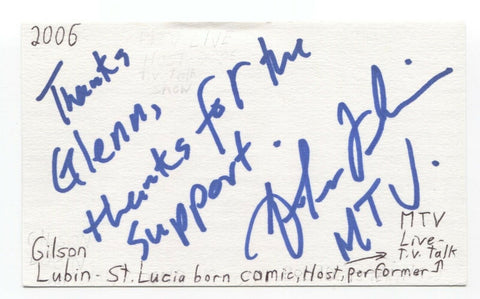 2006
Thanks
Glenn,
thanks for the
support.
MTV.
MTV
Live-
T.V. Talk
Gilson
Lubin - St. Lucia born comic, Host, performer